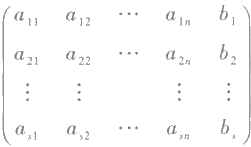 a₁₁ a₁₂ ⋯ a₁ₙ b₁
a₂₁ a₂₂ ⋯ a₂ₙ b₂
⋮ ⋮ ⋮ ⋮
aₛ₁ aₛ₂ ⋯ aₛₙ bₛ